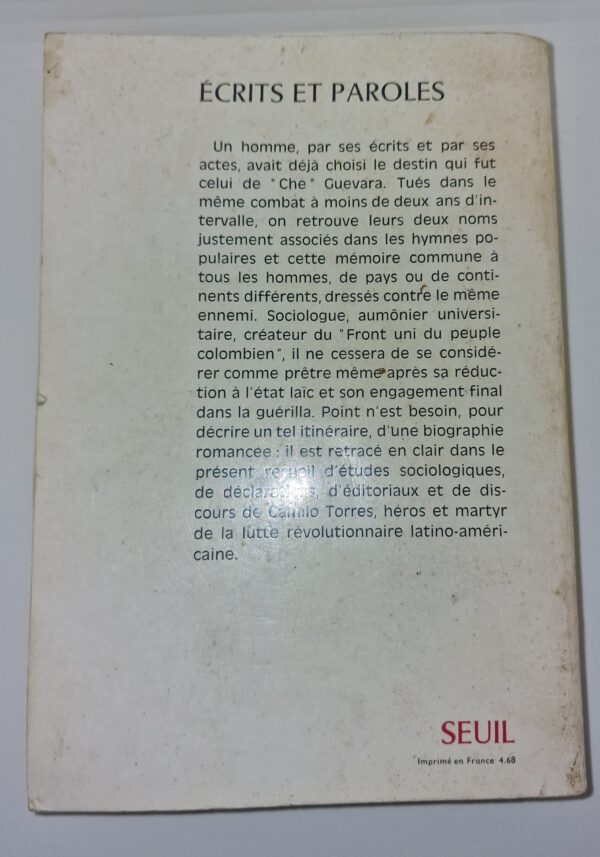 ÉCRITS ET PAROLES
Un homme, par ses écrits et par ses
actes, avait déjà choisi le destin qui fut
celui de "Che" Guevara. Tués dans le
même combat à moins de deux ans d'in-
tervalle, on retrouve leurs deux noms
justement associés dans les hymnes po-
pulaires et cette mémoire commune à
tous les hommes, de pays ou de conti-
nents différents, dressés contre le même
ennemi. Sociologue, aumônier universi-
taire, créateur du "Front uni du peuple
colombien", il ne cessera de se considé-
rer comme prêtre même après sa réduc-
tion à l'état laïc et son engagement final
dans la guérilla. Point n'est besoin, pour
décrire un tel itinéraire, d'une biographie
romancée : il est retracé en clair dans le
présent recueil d'études sociologiques,
de déclarations, d'éditoriaux et de dis-
cours de Camilo Torres, héros et martyr
de la lutte révolutionnaire latino-améri-
caine.
SEUIL
Imprimé en France 4.68